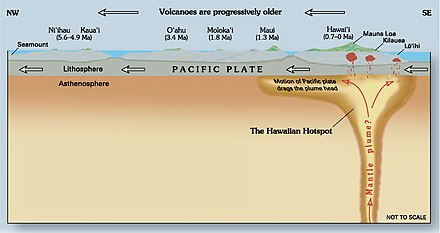 NW
Volcanoes are progressively older
SE
Ni'ihau Kaua'i
(5.6–4.9 Ma)
O'ahu
(3.4 Ma)
Moloka'i
(1.8 Ma)
Maui
(1.3 Ma)
Hawai'i
(0.7–0 Ma)
Mauna Loa
Kilauea
Lō'ihi
Seamount
Lithosphere
PACIFIC PLATE
Asthenosphere
Motion of Pacific plate
drags the plume head
The Hawaiian Hotspot
Mantle plume?
NOT TO SCALE